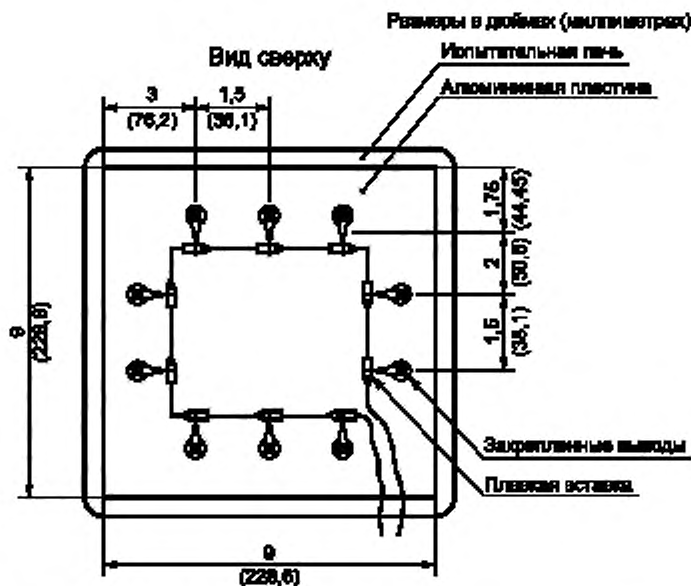 Размеры в дюймах (миллиметрах)
Вид сверху
Испытательная печь
Алюминиевая пластина
3
(76,2)
1,5
(38,1)
1,75
(44,45)
2
(50,8)
1,5
(38,1)
9
(228,6)
Закрепленные выводы
Плавкая вставка
9
(228,6)